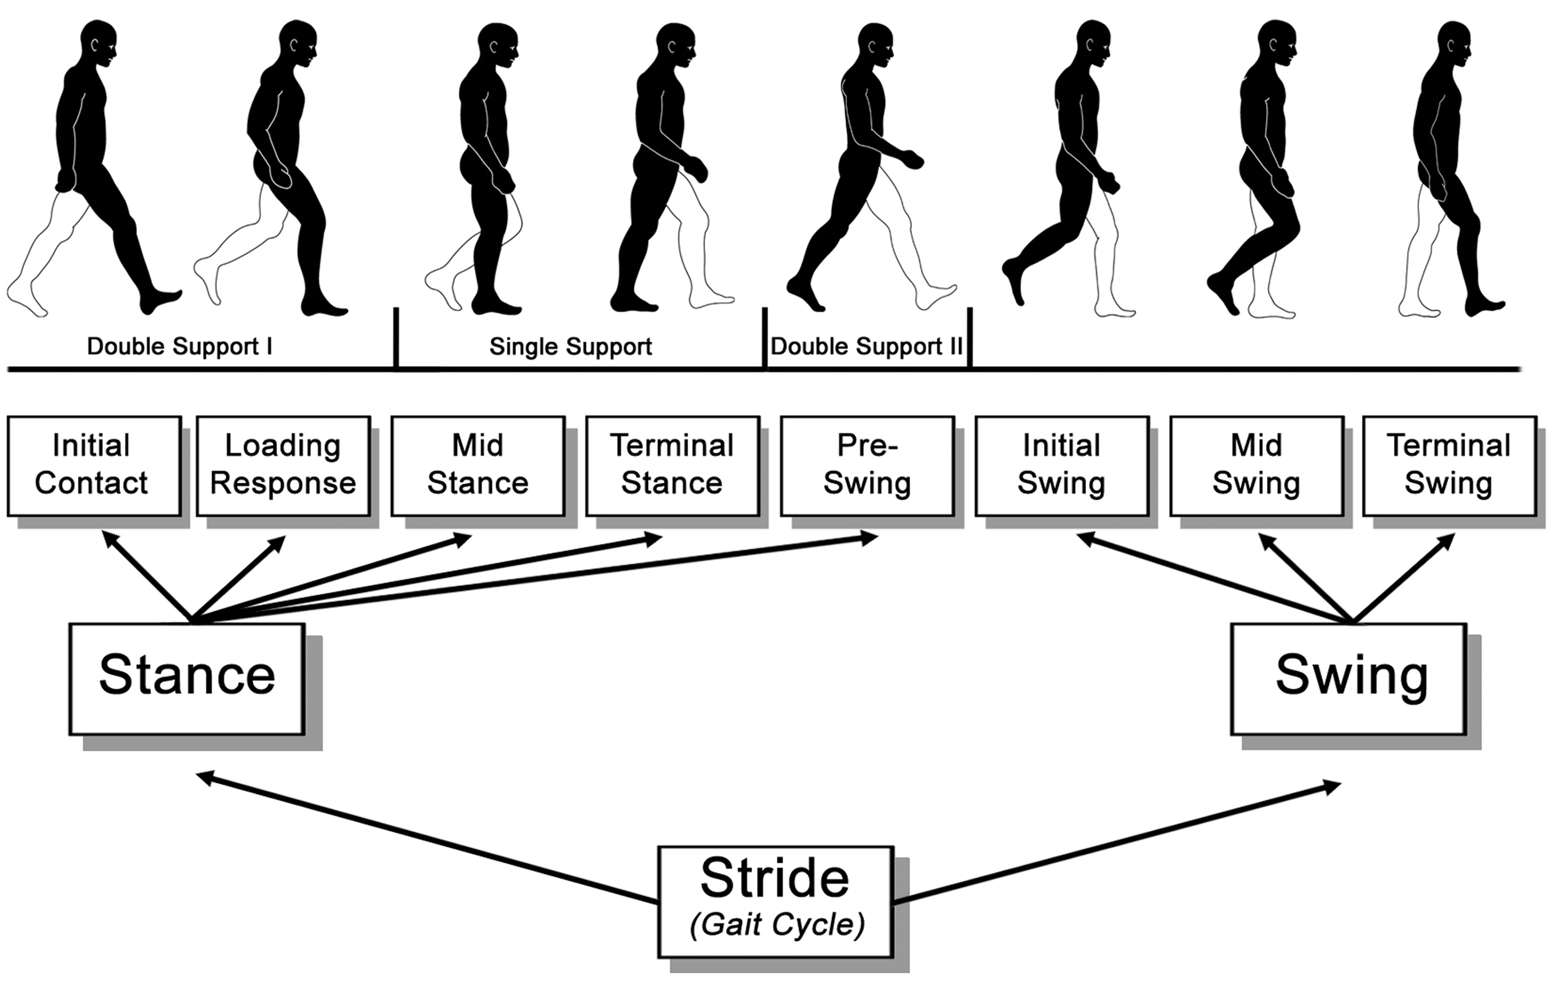 Double Support I
Single Support
Double Support II
Initial
Contact
Loading
Response
Mid
Stance
Terminal
Stance
Pre-
Swing
Initial
Swing
Mid
Swing
Terminal
Swing
Stance
Swing
Stride
(Gait Cycle)